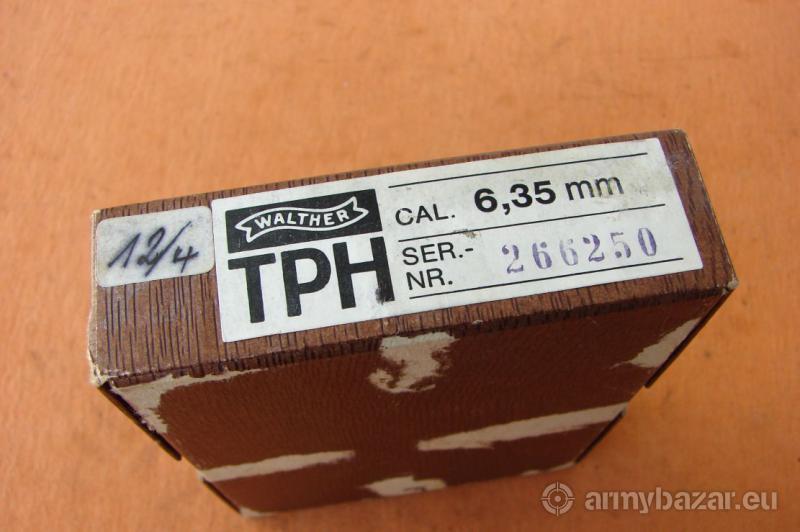 12/4
WALTHER
TPH
CAL. 6,35 mm
SER.-
NR. 266250
armybazar.eu